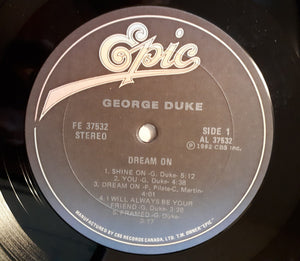 Epic
GEORGE DUKE
FE 37532
STEREO
SIDE 1
AL 37532
℗ 1982 CBS Inc.
DREAM ON
1. SHINE ON -G. Duke- 5:12
2. YOU -G. Duke- 4:38
3. DREAM ON -F. Pilate-C. Martin-
4:01
4. I WILL ALWAYS BE YOUR
FRIEND -G. Duke- 3:38
5. FRAMED -G. Duke-
3:17
MANUFACTURED BY CBS RECORDS CANADA, LTD. T.M. OWNER "EPIC."